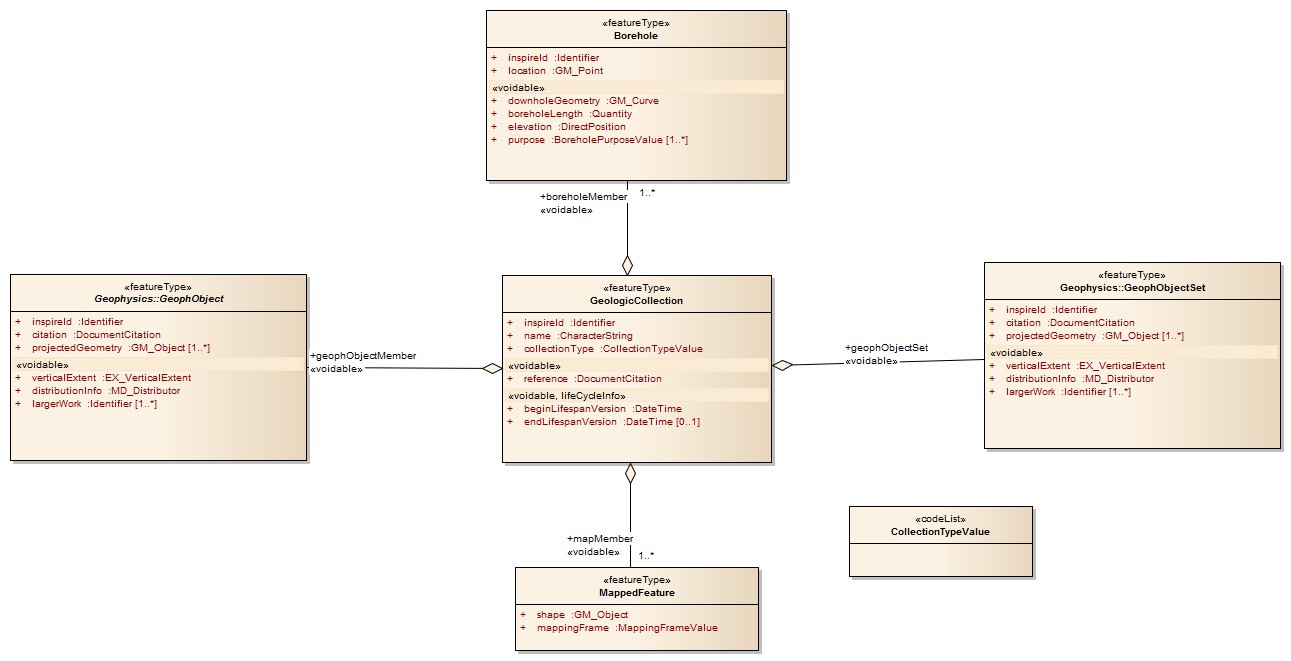 «featureType»
Borehole
+ inspireId :Identifier
+ location :GM_Point
«voidable»
+ downholeGeometry :GM_Curve
+ boreholeLength :Quantity
+ elevation :DirectPosition
+ purpose :BoreholePurposeValue [1..*]
+boreholeMember
«voidable»
1..*
«featureType»
Geophysics::GeophObject
+ inspireId :Identifier
+ citation :DocumentCitation
+ projectedGeometry :GM_Object [1..*]
«voidable»
+ verticalExtent :EX_VerticalExtent
+ distributionInfo :MD_Distributor
+ largerWork :Identifier [1..*]
+geophObjectMember
«voidable»
«featureType»
GeologicCollection
+ inspireId :Identifier
+ name :CharacterString
+ collectionType :CollectionTypeValue
«voidable»
+ reference :DocumentCitation
«voidable, lifeCycleInfo»
+ beginLifespanVersion :DateTime
+ endLifespanVersion :DateTime [0..1]
+geophObjectSet
«voidable»
«featureType»
Geophysics::GeophObjectSet
+ inspireId :Identifier
+ citation :DocumentCitation
+ projectedGeometry :GM_Object [1..*]
«voidable»
+ verticalExtent :EX_VerticalExtent
+ distributionInfo :MD_Distributor
+ largerWork :Identifier [1..*]
+mapMember
«voidable»
1..*
«featureType»
MappedFeature
+ shape :GM_Object
+ mappingFrame :MappingFrameValue
«codeList»
CollectionTypeValue